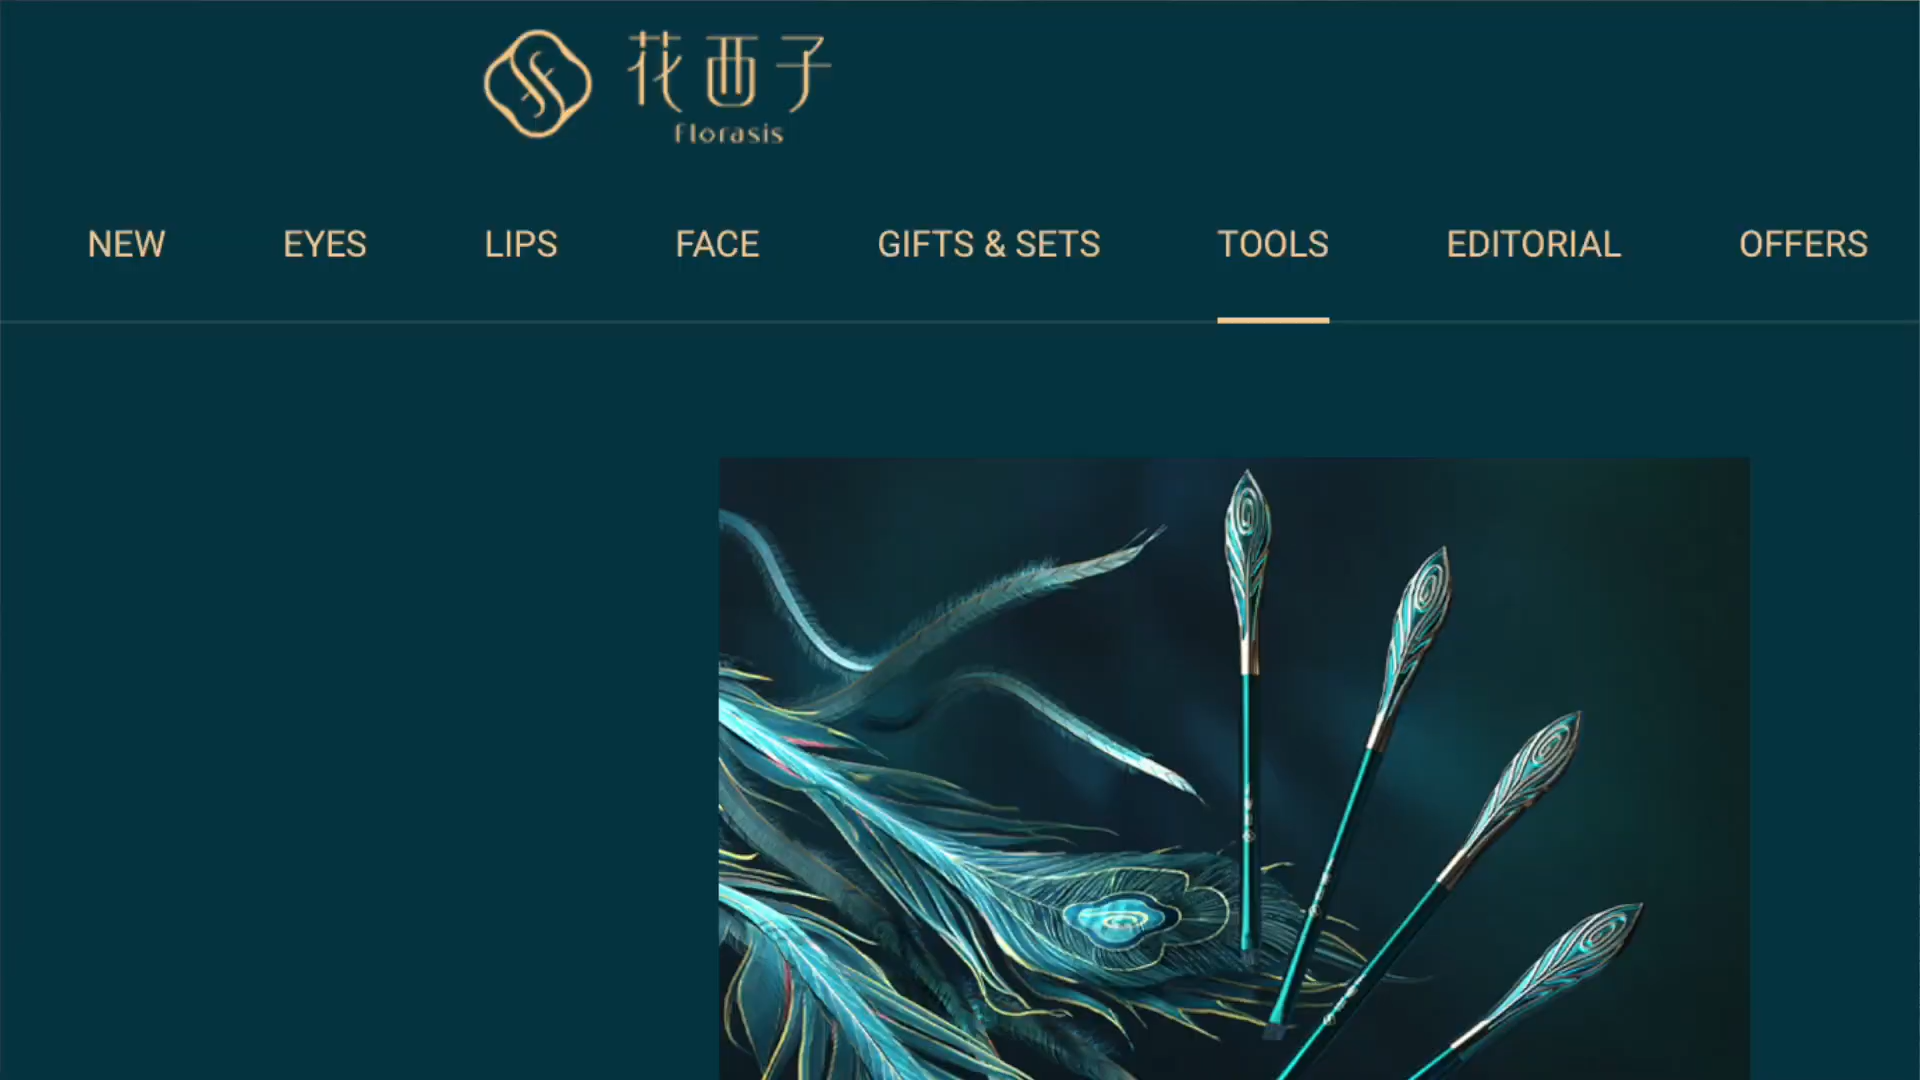 花西子
florasis
NEW EYES LIPS FACE GIFTS & SETS TOOLS EDITORIAL OFFERS